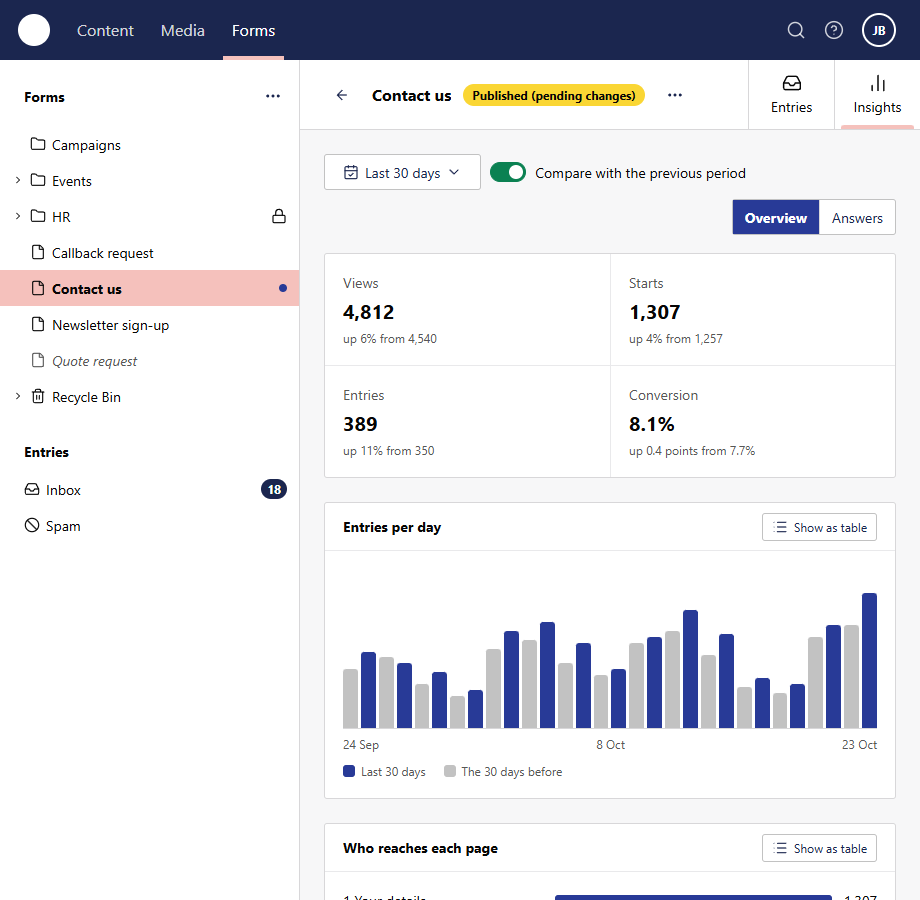 Content
Media
Forms
JB
Forms
Campaigns
Events
HR
Callback request
Contact us
Newsletter sign-up
Quote request
Recycle Bin
Entries
Inbox
18
Spam
Contact us
Published (pending changes)
Entries
Insights
Last 30 days
Compare with the previous period
Overview
Answers
Views
4,812
up 6% from 4,540
Starts
1,307
up 4% from 1,257
Entries
389
up 11% from 350
Conversion
8.1%
up 0.4 points from 7.7%
Entries per day
Show as table
24 Sep
8 Oct
23 Oct
Last 30 days
The 30 days before
Who reaches each page
Show as table
1 Your details
1,307